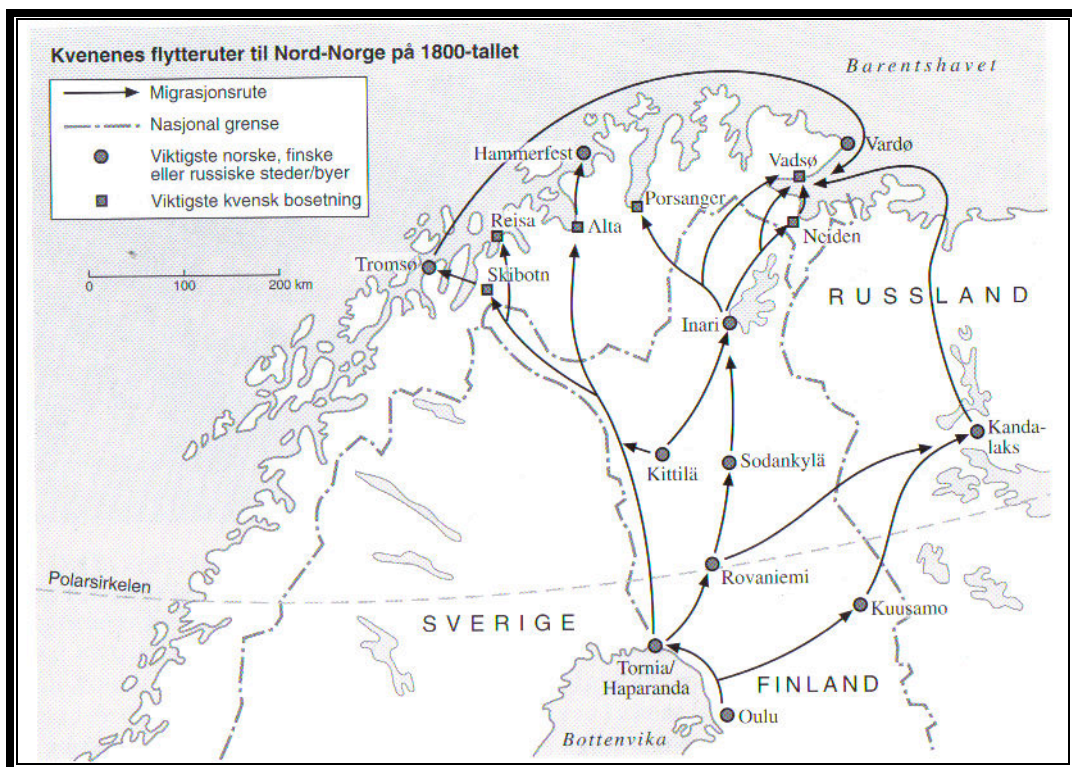 Kvenenes flytteruter til Nord-Norge på 1800-tallet
Migrasjonsrute
Nasjonal grense
Viktigste norske, finske
eller russiske steder/byer
Viktigste kvensk bosetning
0 100 200 km
Barentshavet
Hammerfest
Vardø
Vadsø
Porsanger
Reisa
Alta
Neiden
Tromsø
Skibotn
RUSSLAND
Inari
Kanda-
laks
Kittilä
Sodankylä
Polarsirkelen
Rovaniemi
Kuusamo
SVERIGE
Tornia/
Haparanda
FINLAND
Oulu
Bottenvika